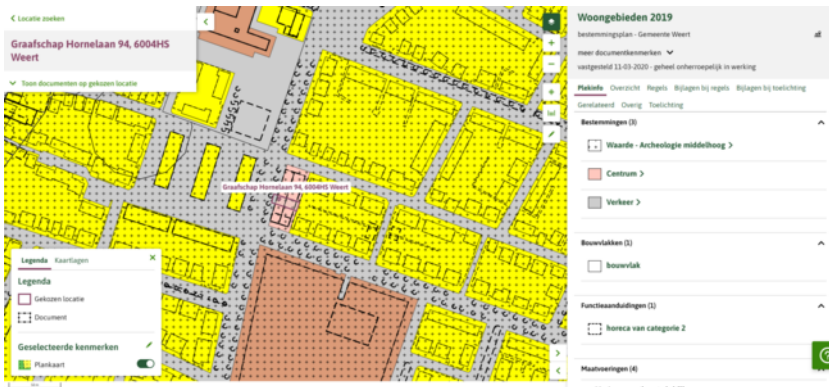 Locatie zoeken
Graafschap Hornelaan 94, 6004HS
Weert
Toon documenten op gekozen locatie
Graafschap Hornelaan 94, 6004HS Weert
Legenda Kaartlagen
Legenda
Gekozen locatie
Document
Geselecteerde kenmerken
Plankaart
Woongebieden 2019
bestemmingsplan - Gemeente Weert
meer documentkenmerken
vastgesteld 11-03-2020 - geheel onherroepelijk in werking
Plekinfo Overzicht Regels Bijlagen bij regels Bijlagen bij toelichting
Gerelateerd Overig Toelichting
Bestemmingen (3)
Waarde - Archeologie middelhoog
Centrum
Verkeer
Bouwvlakken (1)
bouwvlak
Functieaanduidingen (1)
horeca van categorie 2
Maatvoeringen (4)